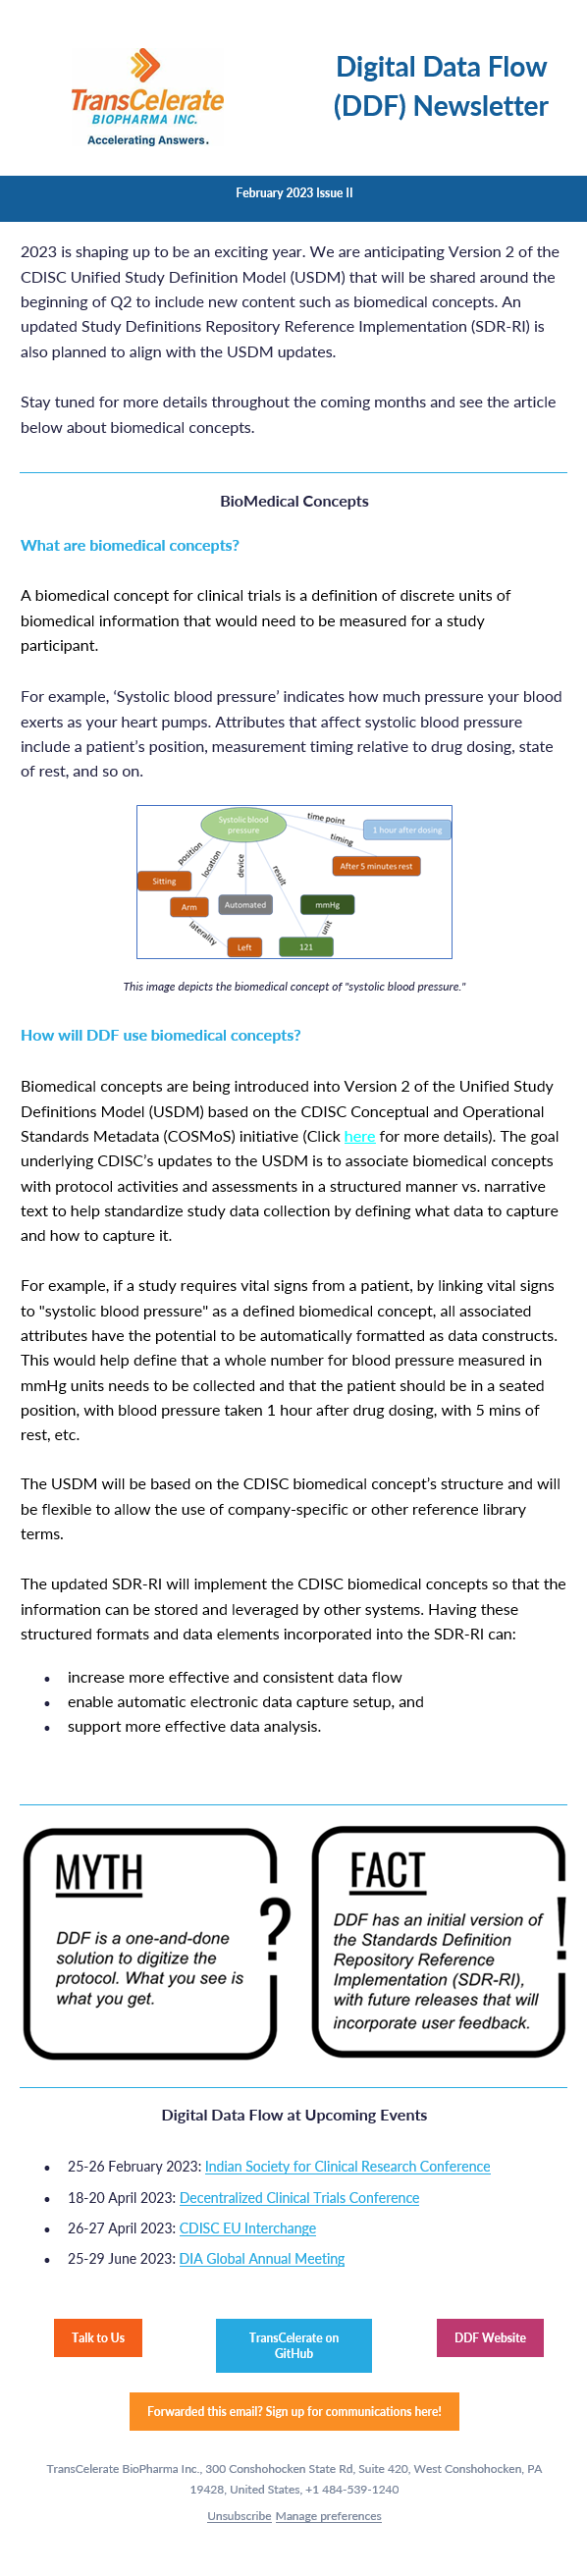 TransCelerate
BIOPHARMA INC.
Accelerating Answers.
Digital Data Flow
(DDF) Newsletter
February 2023 Issue II
2023 is shaping up to be an exciting year. We are anticipating Version 2 of the
CDISC Unified Study Definition Model (USDM) that will be shared around the
beginning of Q2 to include new content such as biomedical concepts. An
updated Study Definitions Repository Reference Implementation (SDR-RI) is
also planned to align with the USDM updates.
Stay tuned for more details throughout the coming months and see the article
below about biomedical concepts.
BioMedical Concepts
What are biomedical concepts?
A biomedical concept for clinical trials is a definition of discrete units of
biomedical information that would need to be measured for a study
participant.
For example, ‘Systolic blood pressure’ indicates how much pressure your blood
exerts as your heart pumps. Attributes that affect systolic blood pressure
include a patient’s position, measurement timing relative to drug dosing, state
of rest, and so on.
Systolic blood
pressure
time point
1 hour after dosing
timing
After 5 minutes rest
position
location
device
result
Sitting
Arm
Automated
mmHg
laterality
unit
Left
121
This image depicts the biomedical concept of "systolic blood pressure."
How will DDF use biomedical concepts?
Biomedical concepts are being introduced into Version 2 of the Unified Study
Definitions Model (USDM) based on the CDISC Conceptual and Operational
Standards Metadata (COSMoS) initiative (Click here for more details). The goal
underlying CDISC’s updates to the USDM is to associate biomedical concepts
with protocol activities and assessments in a structured manner vs. narrative
text to help standardize study data collection by defining what data to capture
and how to capture it.
For example, if a study requires vital signs from a patient, by linking vital signs
to "systolic blood pressure" as a defined biomedical concept, all associated
attributes have the potential to be automatically formatted as data constructs.
This would help define that a whole number for blood pressure measured in
mmHg units needs to be collected and that the patient should be in a seated
position, with blood pressure taken 1 hour after drug dosing, with 5 mins of
rest, etc.
The USDM will be based on the CDISC biomedical concept’s structure and will
be flexible to allow the use of company-specific or other reference library
terms.
The updated SDR-RI will implement the CDISC biomedical concepts so that the
information can be stored and leveraged by other systems. Having these
structured formats and data elements incorporated into the SDR-RI can:
• increase more effective and consistent data flow
• enable automatic electronic data capture setup, and
• support more effective data analysis.
MYTH
DDF is a one-and-done
solution to digitize the
protocol. What you see is
what you get.
?
FACT
DDF has an initial version of
the Standards Definition
Repository Reference
Implementation (SDR-RI),
with future releases that will
incorporate user feedback.
!
Digital Data Flow at Upcoming Events
• 25-26 February 2023: Indian Society for Clinical Research Conference
• 18-20 April 2023: Decentralized Clinical Trials Conference
• 26-27 April 2023: CDISC EU Interchange
• 25-29 June 2023: DIA Global Annual Meeting
Talk to Us
TransCelerate on
GitHub
DDF Website
Forwarded this email? Sign up for communications here!
TransCelerate BioPharma Inc., 300 Conshohocken State Rd, Suite 420, West Conshohocken, PA
19428, United States, +1 484-539-1240
Unsubscribe Manage preferences